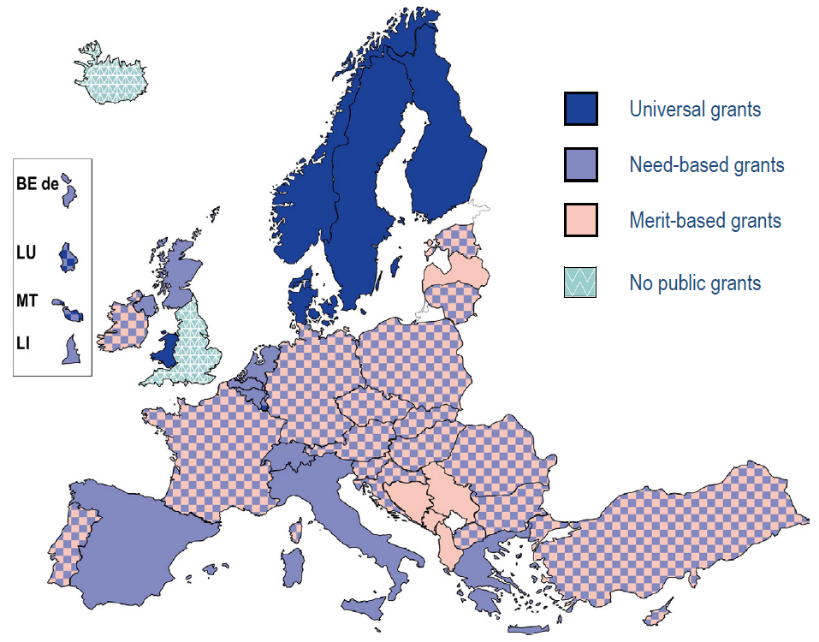 Universal grants
Need-based grants
Merit-based grants
No public grants
BE de
LU
MT
LI